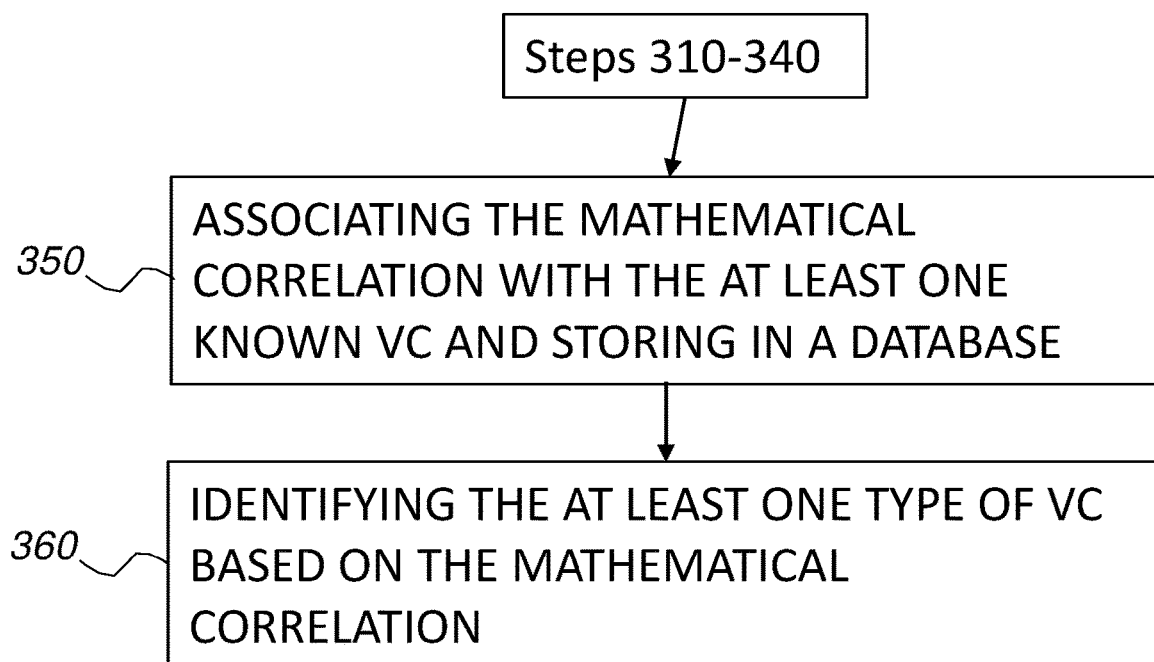 Steps 310-340
350
ASSOCIATING THE MATHEMATICAL
CORRELATION WITH THE AT LEAST ONE
KNOWN VC AND STORING IN A DATABASE
360
IDENTIFYING THE AT LEAST ONE TYPE OF VC
BASED ON THE MATHEMATICAL
CORRELATION